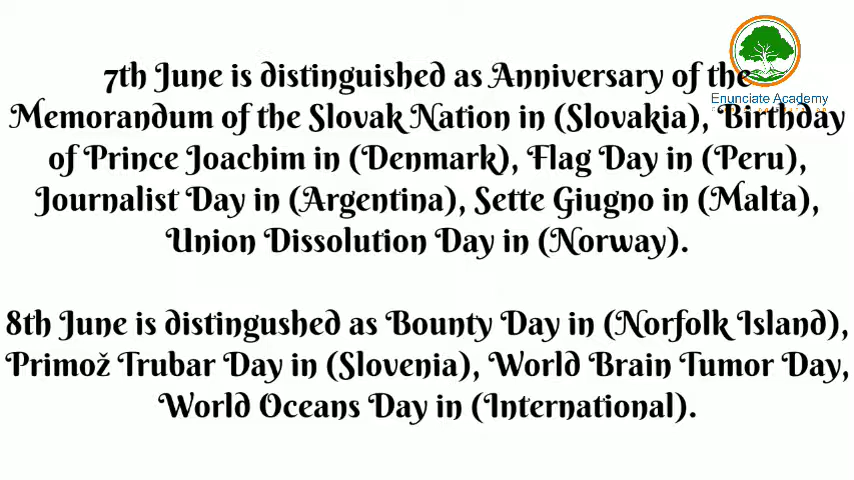 7th June is distinguished as Anniversary of the
Memorandum of the Slovak Nation in (Slovakia), Birthday
of Prince Joachim in (Denmark), Flag Day in (Peru),
Journalist Day in (Argentina), Sette Giugno in (Malta),
Union Dissolution Day in (Norway).
8th June is distingushed as Bounty Day in (Norfolk Island),
Primož Trubar Day in (Slovenia), World Brain Tumor Day,
World Oceans Day in (International).
Enunciate Academy